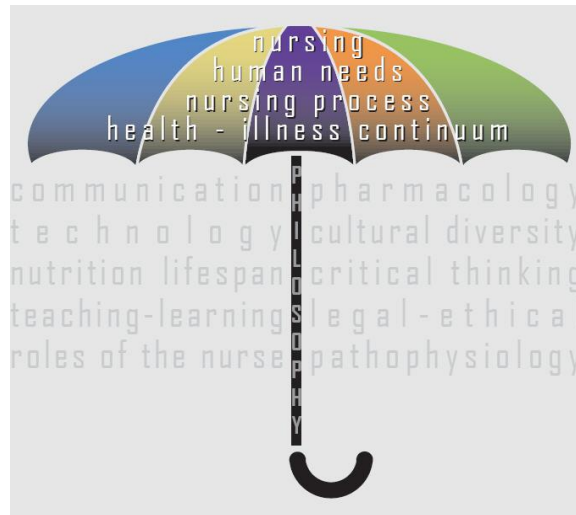 nursing
human needs
nursing process
health - illness continuum
PHILOSOPHY
communication pharmacology
technology cultural diversity
nutrition lifespan critical thinking
teaching-learning legal-ethica
roles of the nurse pathophysiology